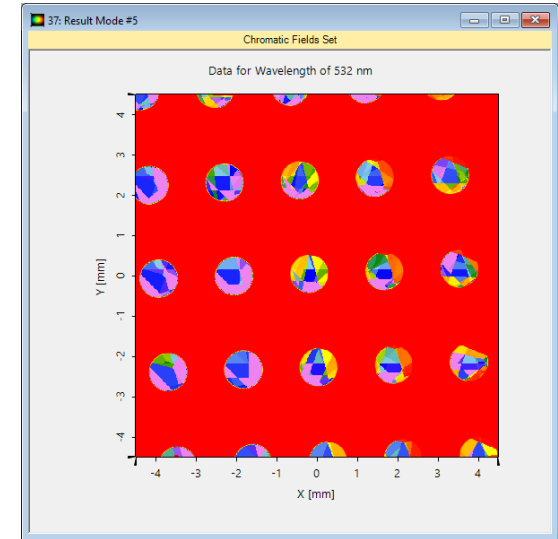 37: Result Mode #5
Chromatic Fields Set
Data for Wavelength of 532 nm
4
3
2
1
0
-1
-2
-3
-4
Y [mm]
-4 -3 -2 -1 0 1 2 3 4
X [mm]